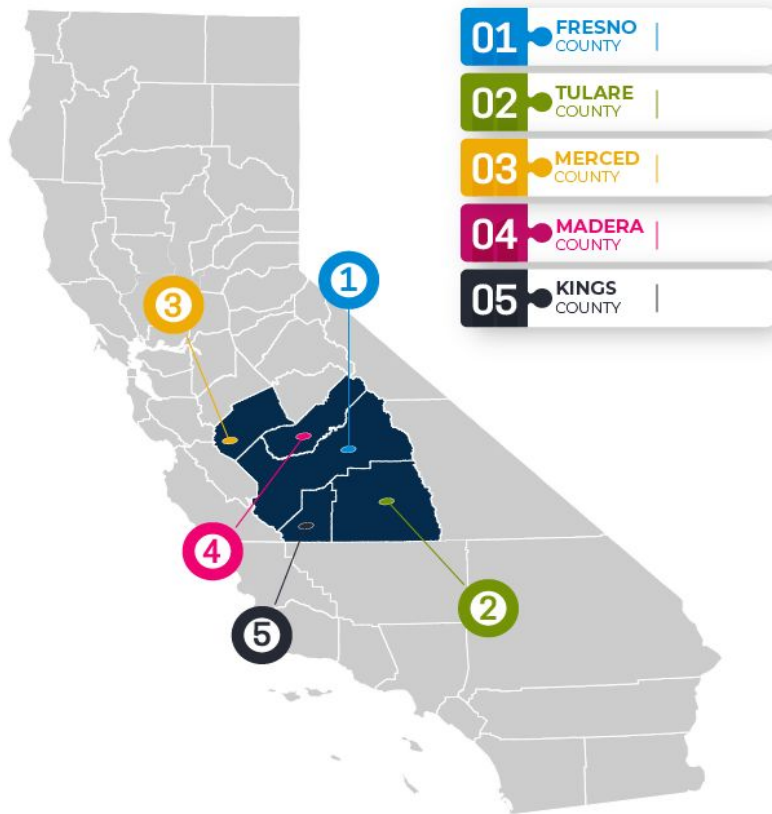 01 FRESNO
COUNTY
02 TULARE
COUNTY
03 MERCED
COUNTY
04 MADERA
COUNTY
05 KINGS
COUNTY
1
3
4
2
5